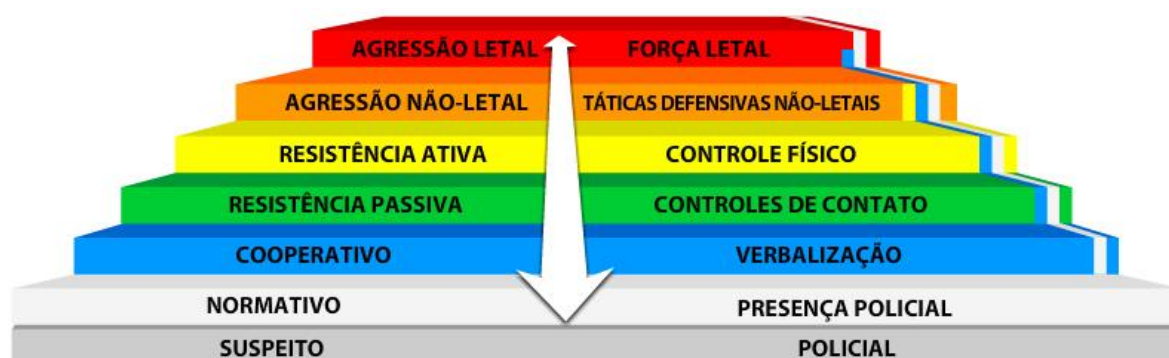 AGRESSÃO LETAL FORÇA LETAL
AGRESSÃO NÃO-LETAL TÁTICAS DEFENSIVAS NÃO-LETAIS
RESISTÊNCIA ATIVA CONTROLE FÍSICO
RESISTÊNCIA PASSIVA CONTROLES DE CONTATO
COOPERATIVO VERBALIZAÇÃO
NORMATIVO PRESENÇA POLICIAL
SUSPEITO POLICIAL